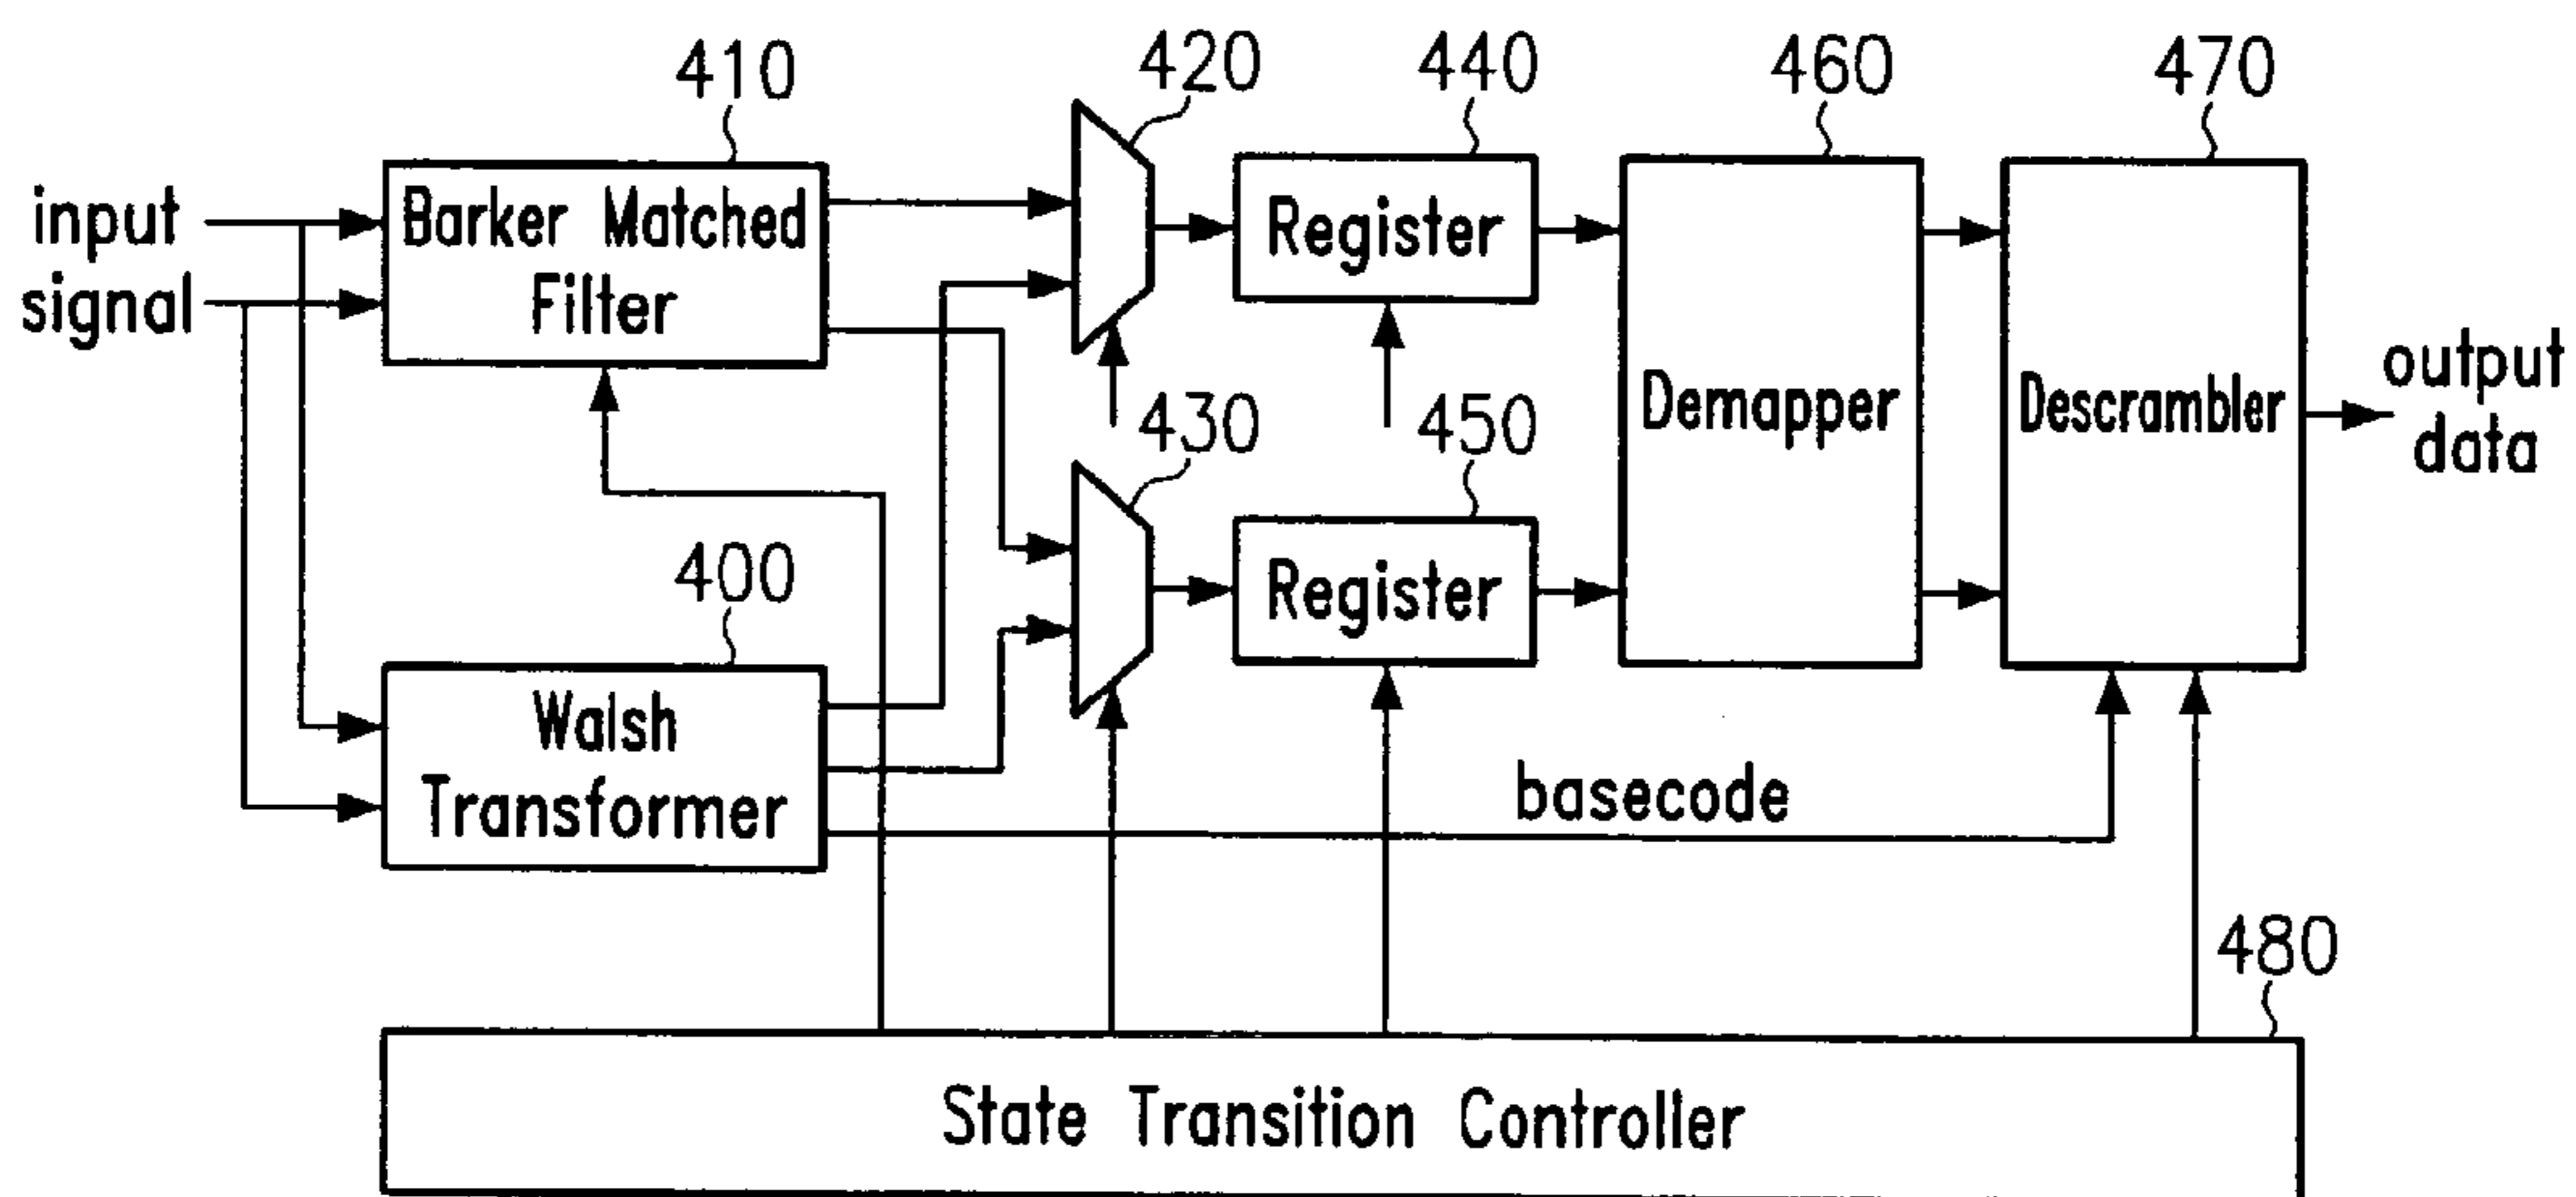 410
420
440
460
470
input
signal
Barker Matched
Filter
Register
Demapper
Descrambler
output
data
430
450
Register
400
Walsh
Transformer
basecode
480
State Transition Controller